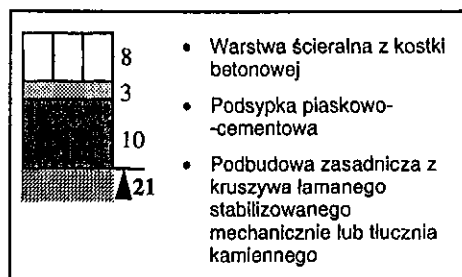 8
3
10
21
• Warstwa ścieralna z kostki
betonowej
• Podsypka piaskowo-
-cementowa
• Podbudowa zasadnicza z
kruszywa łamanego
stabilizowanego
mechanicznie lub tłucznia
kamiennego